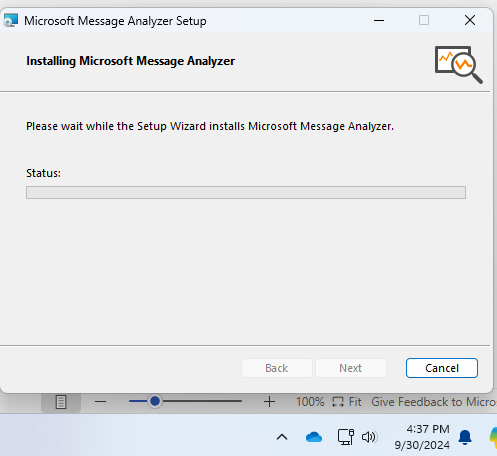 Microsoft Message Analyzer Setup
Installing Microsoft Message Analyzer
Please wait while the Setup Wizard installs Microsoft Message Analyzer.
Status:
Back Next Cancel
100% Fit Give Feedback to Micro
4:37 PM
9/30/2024